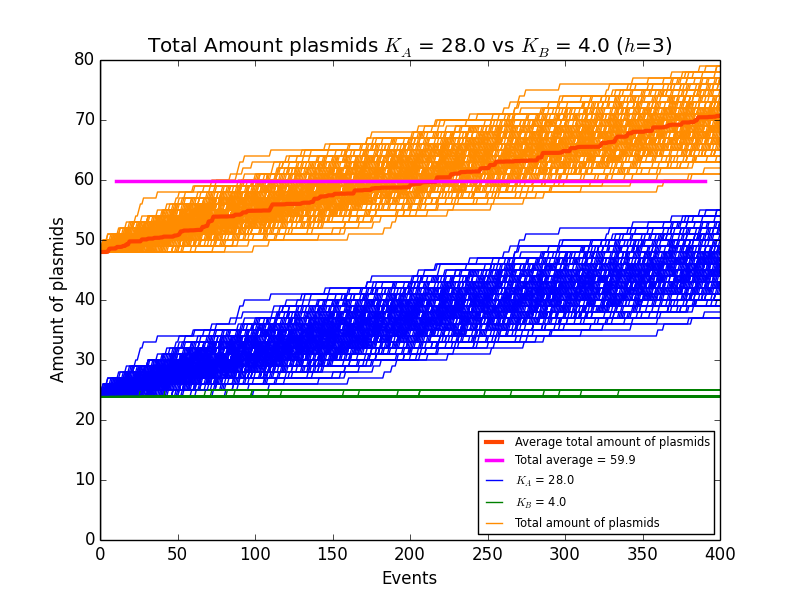 Total Amount plasmids K_A = 28.0 vs K_B = 4.0 (h=3)
80
70
60
50
40
30
20
10
0
Amount of plasmids
Average total amount of plasmids
Total average = 59.9
K_A = 28.0
K_B = 4.0
Total amount of plasmids
0 50 100 150 200 250 300 350 400
Events